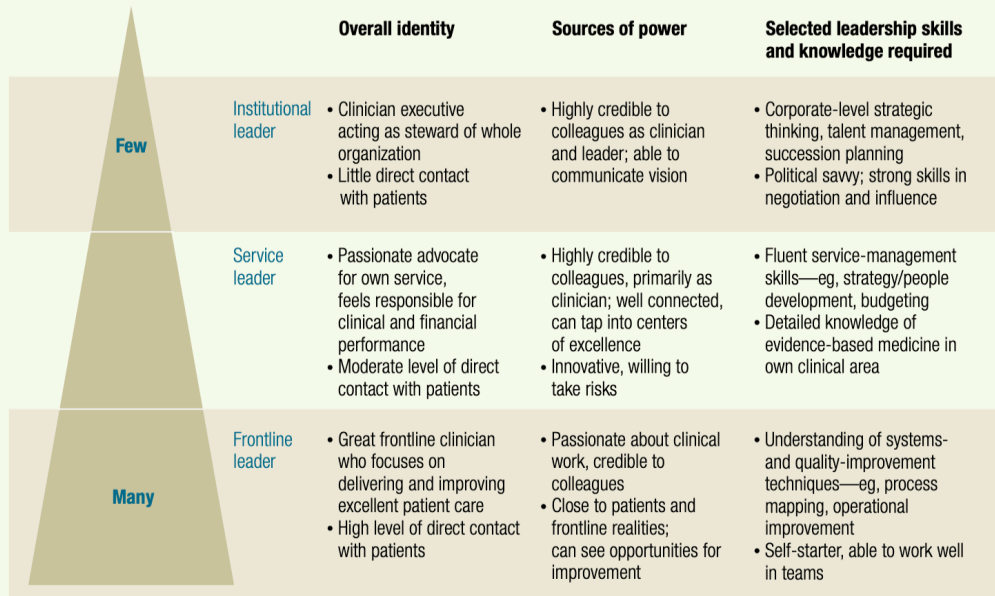 Overall identity
Sources of power
Selected leadership skills
and knowledge required
Few
Institutional
leader
• Clinician executive
acting as steward of whole
organization
• Little direct contact
with patients
• Highly credible to
colleagues as clinician
and leader; able to
communicate vision
• Corporate-level strategic
thinking, talent management,
succession planning
• Political savvy; strong skills in
negotiation and influence
Service
leader
• Passionate advocate
for own service,
feels responsible for
clinical and financial
performance
• Moderate level of direct
contact with patients
• Highly credible to
colleagues, primarily as
clinician; well connected,
can tap into centers
of excellence
• Innovative, willing to
take risks
• Fluent service-management
skills—eg, strategy/people
development, budgeting
• Detailed knowledge of
evidence-based medicine in
own clinical area
Many
Frontline
leader
• Great frontline clinician
who focuses on
delivering and improving
excellent patient care
• High level of direct contact
with patients
• Passionate about clinical
work, credible to
colleagues
• Close to patients and
frontline realities;
can see opportunities for
improvement
• Understanding of systems-
and quality-improvement
techniques—eg, process
mapping, operational
improvement
• Self-starter, able to work well
in teams